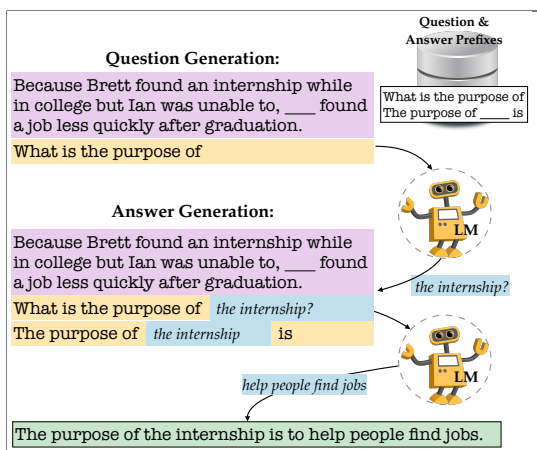 Question &
Answer Prefixes
What is the purpose of
The purpose of ____ is
Question Generation:
Because Brett found an internship while
in college but Ian was unable to, ___ found
a job less quickly after graduation.
What is the purpose of
LM
Answer Generation:
Because Brett found an internship while
in college but Ian was unable to, ___ found
a job less quickly after graduation.
the internship?
What is the purpose of the internship?
The purpose of the internship is
LM
help people find jobs
The purpose of the internship is to help people find jobs.